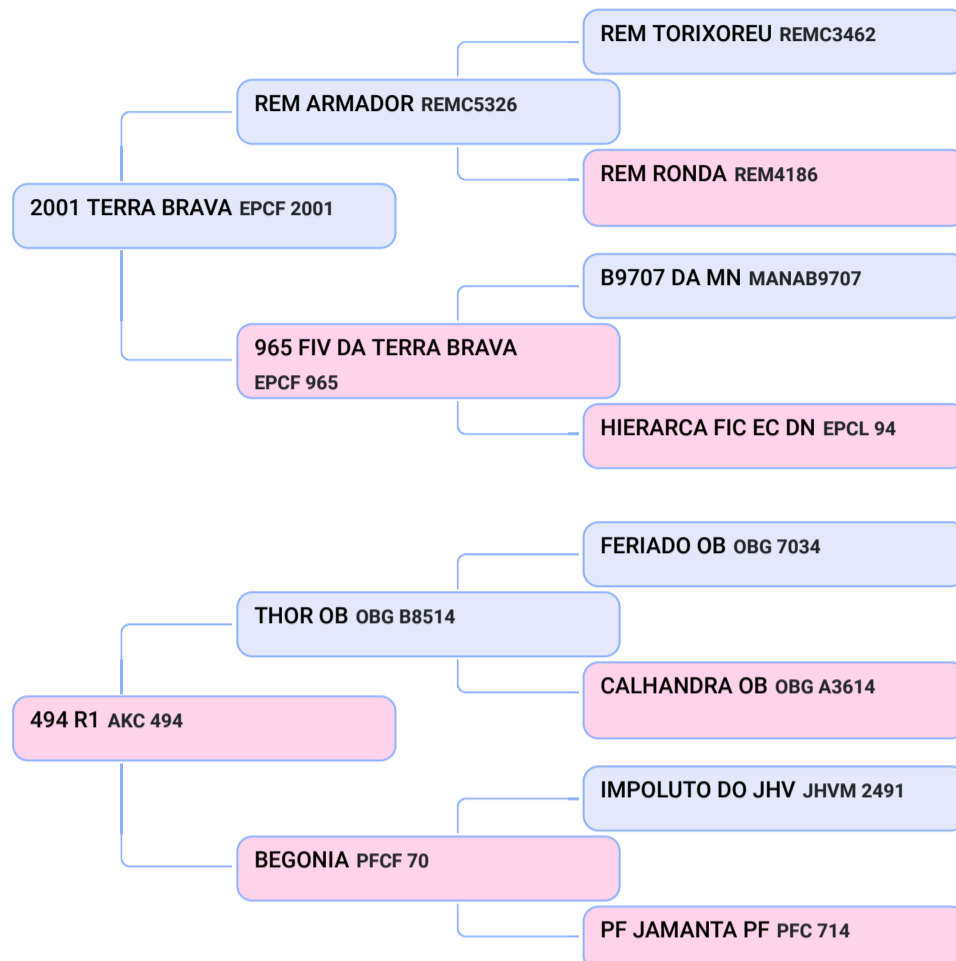 REM TORIXOREU REMC3462
REM ARMADOR REMC5326
REM RONDA REM4186
2001 TERRA BRAVA EPCF 2001
B9707 DA MN MANAB9707
965 FIV DA TERRA BRAVA
EPCF 965
HIERARCA FIC EC DN EPCL 94
FERIADO OB OBG 7034
THOR OB OBG B8514
CALHANDRA OB OBG A3614
494 R1 AKC 494
IMPOLUTO DO JHV JHVM 2491
BEGONIA PFCF 70
PF JAMANTA PF PFC 714